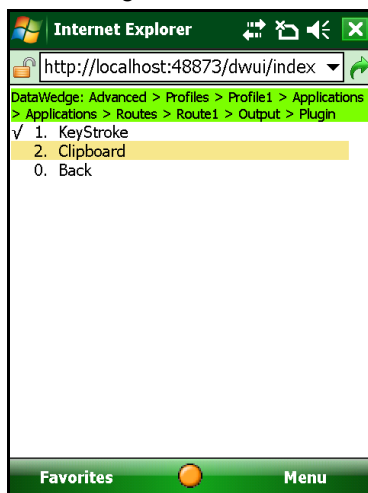 Internet Explorer
http://localhost:48873/dwui/index
DataWedge: Advanced > Profiles > Profile1 > Applications
> Applications > Routes > Route1 > Output > Plugin
√ 1. KeyStroke
2. Clipboard
0. Back
Favorites Menu